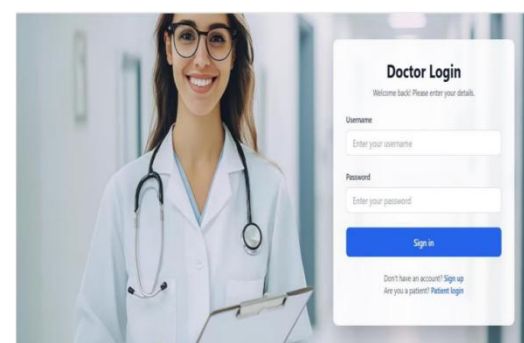 Doctor Login
Welcome back! Please enter your details.
Username
Enter your username
Password
Enter your password
Sign in
Don't have an account? Sign up
Are you a patient? Patient login